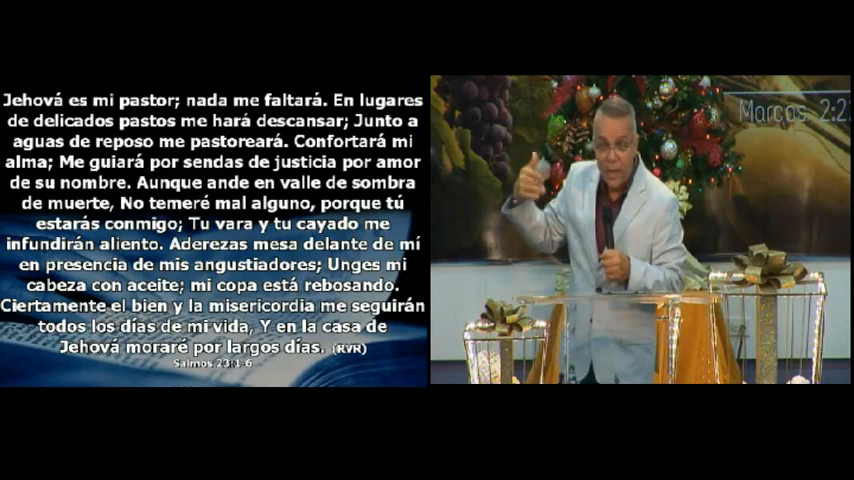 Jehová es mi pastor; nada me faltará. En lugares
de delicados pastos me hará descansar; Junto a
aguas de reposo me pastoreará. Confortará mi
alma; Me guiará por sendas de justicia por amor
de su nombre. Aunque ande en valle de sombra
de muerte, No temeré mal alguno, porque tú
estarás conmigo; Tu vara y tu cayado me
infundirán aliento. Aderezas mesa delante de mí
en presencia de mis angustiadores; Unges mi
cabeza con aceite; mi copa está rebosando.
Ciertamente el bien y la misericordia me seguirán
todos los días de mi vida, Y en la casa de
Jehová moraré por largos días. (RVR)
Salmos 23:1-6
Marcos 2:2